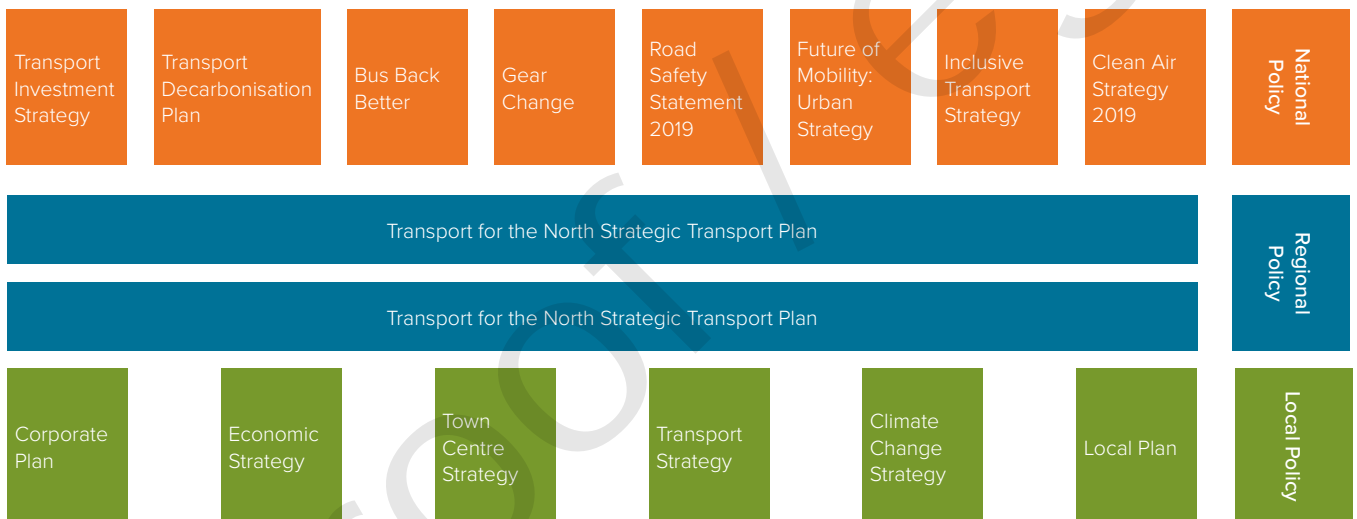 Transport
Investment
Strategy
Transport
Decarbonisation
Plan
Bus Back
Better
Gear
Change
Road
Safety
Statement
2019
Future of
Mobility:
Urban
Strategy
Inclusive
Transport
Strategy
Clean Air
Strategy
2019
National
Policy
Transport for the North Strategic Transport Plan
Transport for the North Strategic Transport Plan
Regional
Policy
Corporate
Plan
Economic
Strategy
Town
Centre
Strategy
Transport
Strategy
Climate
Change
Strategy
Local Plan
Local Policy